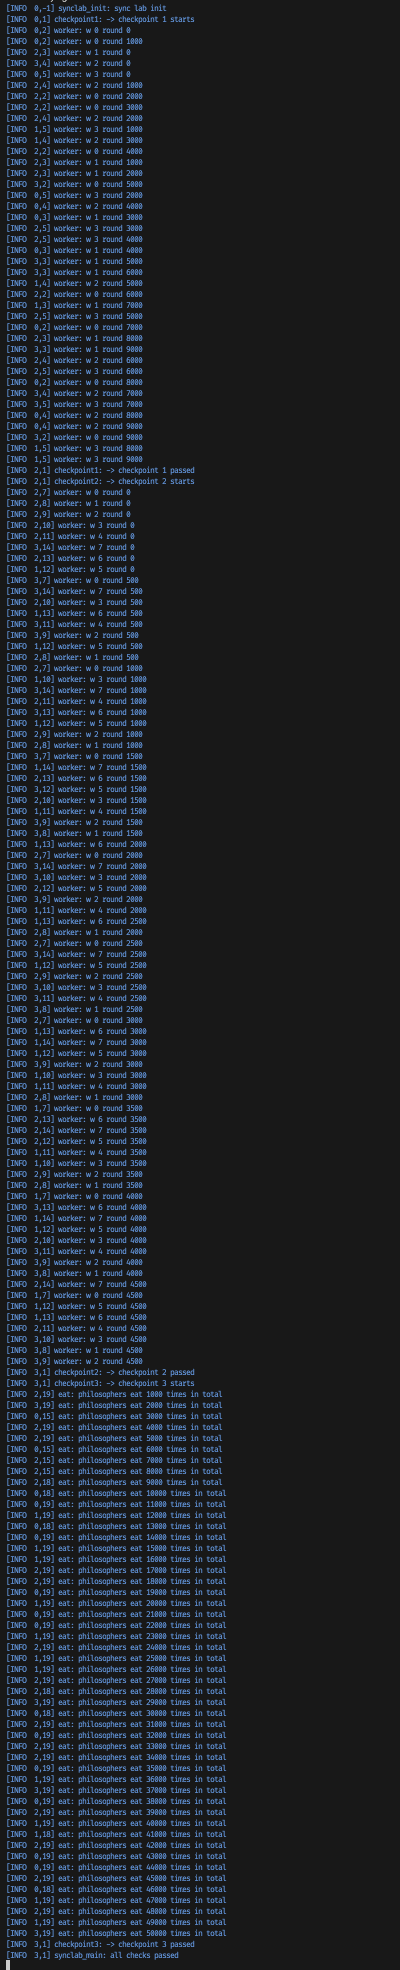 [INFO  0,-1] synclab_init: sync lab init
[INFO  0,1] checkpoint1: -> checkpoint 1 starts
[INFO  0,2] worker: w 0 round 0
[INFO  0,2] worker: w 0 round 1000
[INFO  2,3] worker: w 1 round 0
[INFO  3,4] worker: w 2 round 0
[INFO  0,5] worker: w 3 round 0
[INFO  2,4] worker: w 2 round 1000
[INFO  2,2] worker: w 0 round 2000
[INFO  2,2] worker: w 0 round 3000
[INFO  2,4] worker: w 2 round 2000
[INFO  1,5] worker: w 3 round 1000
[INFO  1,4] worker: w 2 round 3000
[INFO  2,2] worker: w 0 round 4000
[INFO  2,3] worker: w 1 round 1000
[INFO  2,3] worker: w 1 round 2000
[INFO  3,2] worker: w 0 round 5000
[INFO  0,5] worker: w 3 round 2000
[INFO  0,4] worker: w 2 round 4000
[INFO  0,3] worker: w 1 round 3000
[INFO  2,5] worker: w 3 round 3000
[INFO  2,5] worker: w 3 round 4000
[INFO  0,3] worker: w 1 round 4000
[INFO  3,3] worker: w 1 round 5000
[INFO  3,3] worker: w 1 round 6000
[INFO  1,4] worker: w 2 round 5000
[INFO  2,2] worker: w 0 round 6000
[INFO  1,3] worker: w 1 round 7000
[INFO  2,5] worker: w 3 round 5000
[INFO  0,2] worker: w 0 round 7000
[INFO  2,3] worker: w 1 round 8000
[INFO  3,3] worker: w 1 round 9000
[INFO  2,4] worker: w 2 round 6000
[INFO  2,5] worker: w 3 round 6000
[INFO  0,2] worker: w 0 round 8000
[INFO  3,4] worker: w 2 round 7000
[INFO  3,5] worker: w 3 round 7000
[INFO  0,4] worker: w 2 round 8000
[INFO  0,4] worker: w 2 round 9000
[INFO  3,2] worker: w 0 round 9000
[INFO  1,5] worker: w 3 round 8000
[INFO  1,5] worker: w 3 round 9000
[INFO  2,1] checkpoint1: -> checkpoint 1 passed
[INFO  2,1] checkpoint2: -> checkpoint 2 starts
[INFO  2,7] worker: w 0 round 0
[INFO  2,8] worker: w 1 round 0
[INFO  2,9] worker: w 2 round 0
[INFO  2,10] worker: w 3 round 0
[INFO  2,11] worker: w 4 round 0
[INFO  3,14] worker: w 7 round 0
[INFO  2,13] worker: w 6 round 0
[INFO  1,12] worker: w 5 round 0
[INFO  3,7] worker: w 0 round 500
[INFO  3,14] worker: w 7 round 500
[INFO  2,10] worker: w 3 round 500
[INFO  1,13] worker: w 6 round 500
[INFO  3,11] worker: w 4 round 500
[INFO  3,9] worker: w 2 round 500
[INFO  1,12] worker: w 5 round 500
[INFO  2,8] worker: w 1 round 500
[INFO  2,7] worker: w 0 round 1000
[INFO  1,10] worker: w 3 round 1000
[INFO  3,14] worker: w 7 round 1000
[INFO  2,11] worker: w 4 round 1000
[INFO  3,13] worker: w 6 round 1000
[INFO  1,12] worker: w 5 round 1000
[INFO  2,9] worker: w 2 round 1000
[INFO  2,8] worker: w 1 round 1000
[INFO  3,7] worker: w 0 round 1500
[INFO  1,14] worker: w 7 round 1500
[INFO  2,13] worker: w 6 round 1500
[INFO  3,12] worker: w 5 round 1500
[INFO  2,10] worker: w 3 round 1500
[INFO  1,11] worker: w 4 round 1500
[INFO  3,9] worker: w 2 round 1500
[INFO  3,8] worker: w 1 round 1500
[INFO  1,13] worker: w 6 round 2000
[INFO  2,7] worker: w 0 round 2000
[INFO  3,14] worker: w 7 round 2000
[INFO  3,10] worker: w 3 round 2000
[INFO  2,12] worker: w 5 round 2000
[INFO  3,9] worker: w 2 round 2000
[INFO  1,11] worker: w 4 round 2000
[INFO  1,13] worker: w 6 round 2500
[INFO  2,8] worker: w 1 round 2000
[INFO  2,7] worker: w 0 round 2500
[INFO  3,14] worker: w 7 round 2500
[INFO  1,12] worker: w 5 round 2500
[INFO  2,9] worker: w 2 round 2500
[INFO  3,10] worker: w 3 round 2500
[INFO  3,11] worker: w 4 round 2500
[INFO  3,8] worker: w 1 round 2500
[INFO  2,7] worker: w 0 round 3000
[INFO  1,13] worker: w 6 round 3000
[INFO  1,14] worker: w 7 round 3000
[INFO  1,12] worker: w 5 round 3000
[INFO  3,9] worker: w 2 round 3000
[INFO  1,10] worker: w 3 round 3000
[INFO  1,11] worker: w 4 round 3000
[INFO  2,8] worker: w 1 round 3000
[INFO  1,7] worker: w 0 round 3500
[INFO  2,13] worker: w 6 round 3500
[INFO  2,14] worker: w 7 round 3500
[INFO  2,12] worker: w 5 round 3500
[INFO  1,11] worker: w 4 round 3500
[INFO  1,10] worker: w 3 round 3500
[INFO  2,9] worker: w 2 round 3500
[INFO  2,8] worker: w 1 round 3500
[INFO  1,7] worker: w 0 round 4000
[INFO  3,13] worker: w 6 round 4000
[INFO  1,14] worker: w 7 round 4000
[INFO  1,12] worker: w 5 round 4000
[INFO  2,10] worker: w 3 round 4000
[INFO  3,11] worker: w 4 round 4000
[INFO  3,9] worker: w 2 round 4000
[INFO  3,8] worker: w 1 round 4000
[INFO  2,14] worker: w 7 round 4500
[INFO  1,7] worker: w 0 round 4500
[INFO  1,12] worker: w 5 round 4500
[INFO  1,13] worker: w 6 round 4500
[INFO  2,11] worker: w 4 round 4500
[INFO  3,10] worker: w 3 round 4500
[INFO  3,8] worker: w 1 round 4500
[INFO  3,9] worker: w 2 round 4500
[INFO  3,1] checkpoint2: -> checkpoint 2 passed
[INFO  3,1] checkpoint3: -> checkpoint 3 starts
[INFO  2,19] eat: philosophers eat 1000 times in total
[INFO  3,19] eat: philosophers eat 2000 times in total
[INFO  0,15] eat: philosophers eat 3000 times in total
[INFO  2,19] eat: philosophers eat 4000 times in total
[INFO  2,19] eat: philosophers eat 5000 times in total
[INFO  0,15] eat: philosophers eat 6000 times in total
[INFO  2,15] eat: philosophers eat 7000 times in total
[INFO  2,15] eat: philosophers eat 8000 times in total
[INFO  2,18] eat: philosophers eat 9000 times in total
[INFO  0,18] eat: philosophers eat 10000 times in total
[INFO  0,19] eat: philosophers eat 11000 times in total
[INFO  1,19] eat: philosophers eat 12000 times in total
[INFO  0,18] eat: philosophers eat 13000 times in total
[INFO  0,19] eat: philosophers eat 14000 times in total
[INFO  1,19] eat: philosophers eat 15000 times in total
[INFO  1,19] eat: philosophers eat 16000 times in total
[INFO  2,19] eat: philosophers eat 17000 times in total
[INFO  2,19] eat: philosophers eat 18000 times in total
[INFO  0,19] eat: philosophers eat 19000 times in total
[INFO  1,19] eat: philosophers eat 20000 times in total
[INFO  0,19] eat: philosophers eat 21000 times in total
[INFO  0,19] eat: philosophers eat 22000 times in total
[INFO  1,19] eat: philosophers eat 23000 times in total
[INFO  2,19] eat: philosophers eat 24000 times in total
[INFO  1,19] eat: philosophers eat 25000 times in total
[INFO  1,19] eat: philosophers eat 26000 times in total
[INFO  2,19] eat: philosophers eat 27000 times in total
[INFO  2,18] eat: philosophers eat 28000 times in total
[INFO  3,19] eat: philosophers eat 29000 times in total
[INFO  0,18] eat: philosophers eat 30000 times in total
[INFO  2,19] eat: philosophers eat 31000 times in total
[INFO  0,19] eat: philosophers eat 32000 times in total
[INFO  2,19] eat: philosophers eat 33000 times in total
[INFO  2,19] eat: philosophers eat 34000 times in total
[INFO  0,19] eat: philosophers eat 35000 times in total
[INFO  1,19] eat: philosophers eat 36000 times in total
[INFO  3,19] eat: philosophers eat 37000 times in total
[INFO  0,19] eat: philosophers eat 38000 times in total
[INFO  2,19] eat: philosophers eat 39000 times in total
[INFO  1,19] eat: philosophers eat 40000 times in total
[INFO  1,18] eat: philosophers eat 41000 times in total
[INFO  2,19] eat: philosophers eat 42000 times in total
[INFO  0,19] eat: philosophers eat 43000 times in total
[INFO  0,19] eat: philosophers eat 44000 times in total
[INFO  2,19] eat: philosophers eat 45000 times in total
[INFO  0,18] eat: philosophers eat 46000 times in total
[INFO  1,19] eat: philosophers eat 47000 times in total
[INFO  2,19] eat: philosophers eat 48000 times in total
[INFO  1,19] eat: philosophers eat 49000 times in total
[INFO  3,19] eat: philosophers eat 50000 times in total
[INFO  3,1] checkpoint3: -> checkpoint 3 passed
[INFO  3,1] synclab_main: all checks passed